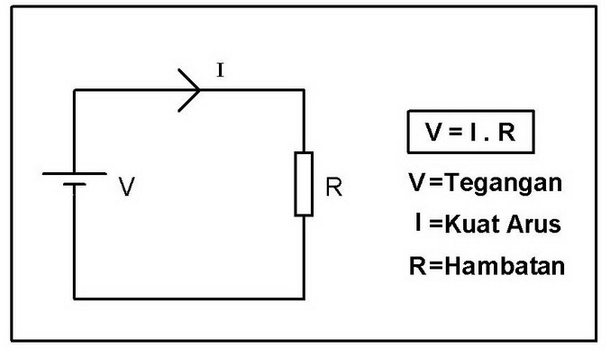 I
V
R
V = I . R
V=Tegangan
I =Kuat Arus
R=Hambatan